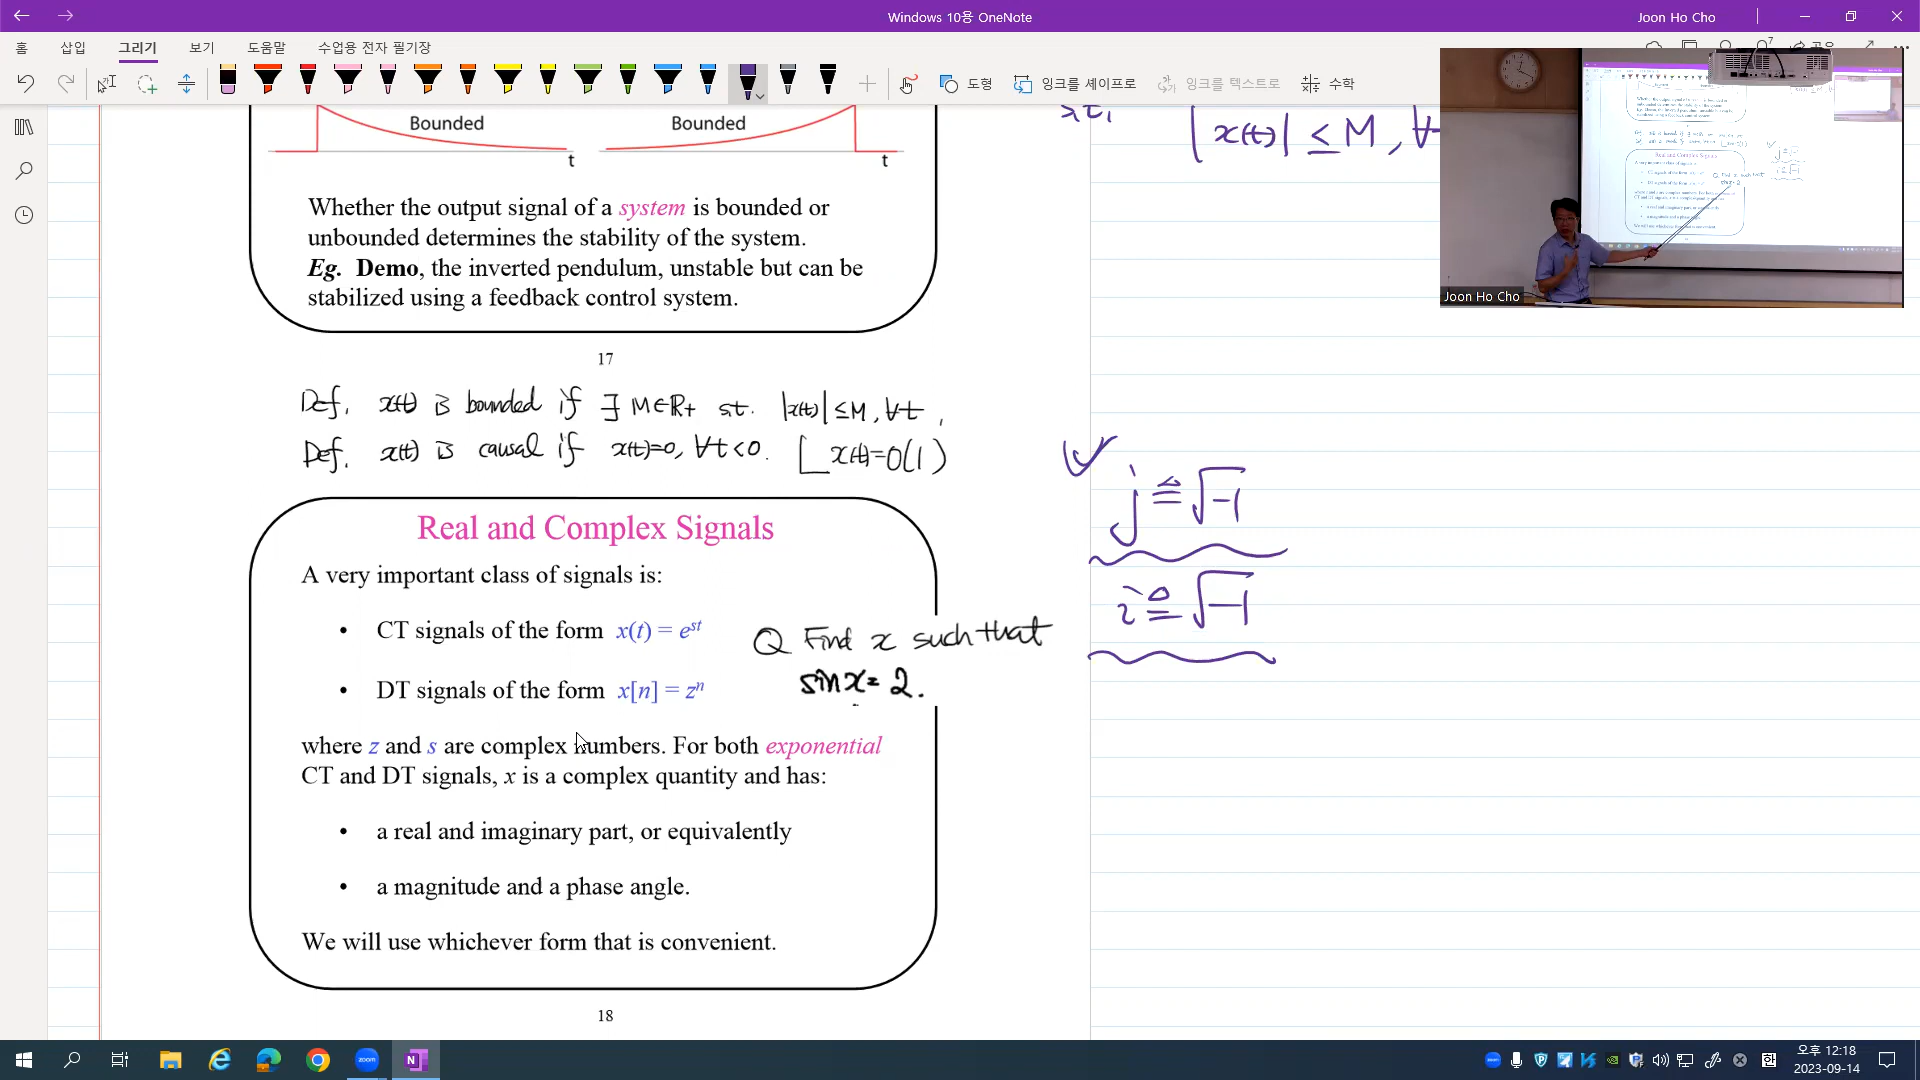 Windows 10용 OneNote
Joon Ho Cho
홈 삽입 그리기 보기 도움말 수업용 전자 필기장
도형 잉크를 셰이프로 잉크를 텍스트로 수학
Bounded Bounded
t t
|x(t)| ≤ M, ∀
Whether the output signal of a system is bounded or
unbounded determines the stability of the system.
Eg. Demo, the inverted pendulum, unstable but can be
stabilized using a feedback control system.
Joon Ho Cho
17
Def. x(t) is bounded if ∃ M∈R+ st. |x(t)| ≤M, ∀t,
Def. x(t) is causal if x(t)=0, ∀t<0. [x(t)=O(1)
j ≜ √-1
i ≜ √-1
Real and Complex Signals
A very important class of signals is:
• CT signals of the form x(t) = e^st
Q Find x such that
sin x = 2.
• DT signals of the form x[n] = z^n
where z and s are complex numbers. For both exponential
CT and DT signals, x is a complex quantity and has:
• a real and imaginary part, or equivalently
• a magnitude and a phase angle.
We will use whichever form that is convenient.
18
zoom
한
오후 12:18
2023-09-14